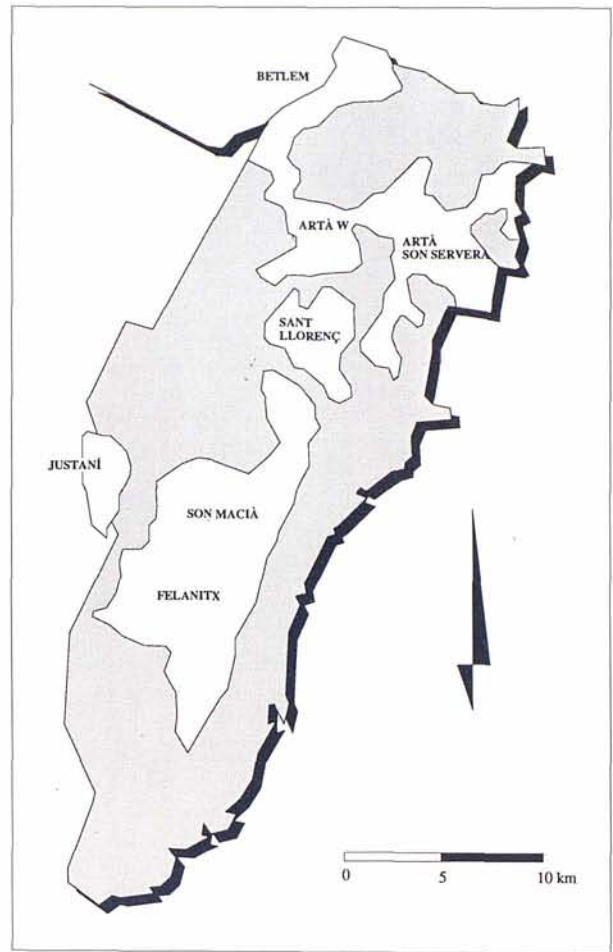 BETLEM
ARTÀ W
ARTÀ
SON SERVERA
SANT
LLORENÇ
JUSTANÍ
SON MACIÀ
FELANITX
0 5 10 km